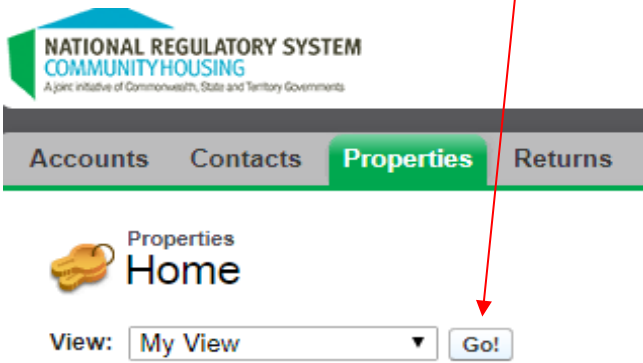 NATIONAL REGULATORY SYSTEM
COMMUNITY HOUSING
A joint initiative of Commonwealth, State and Territory Governments
Accounts Contacts Properties Returns
Properties
Home
View: My View Go!